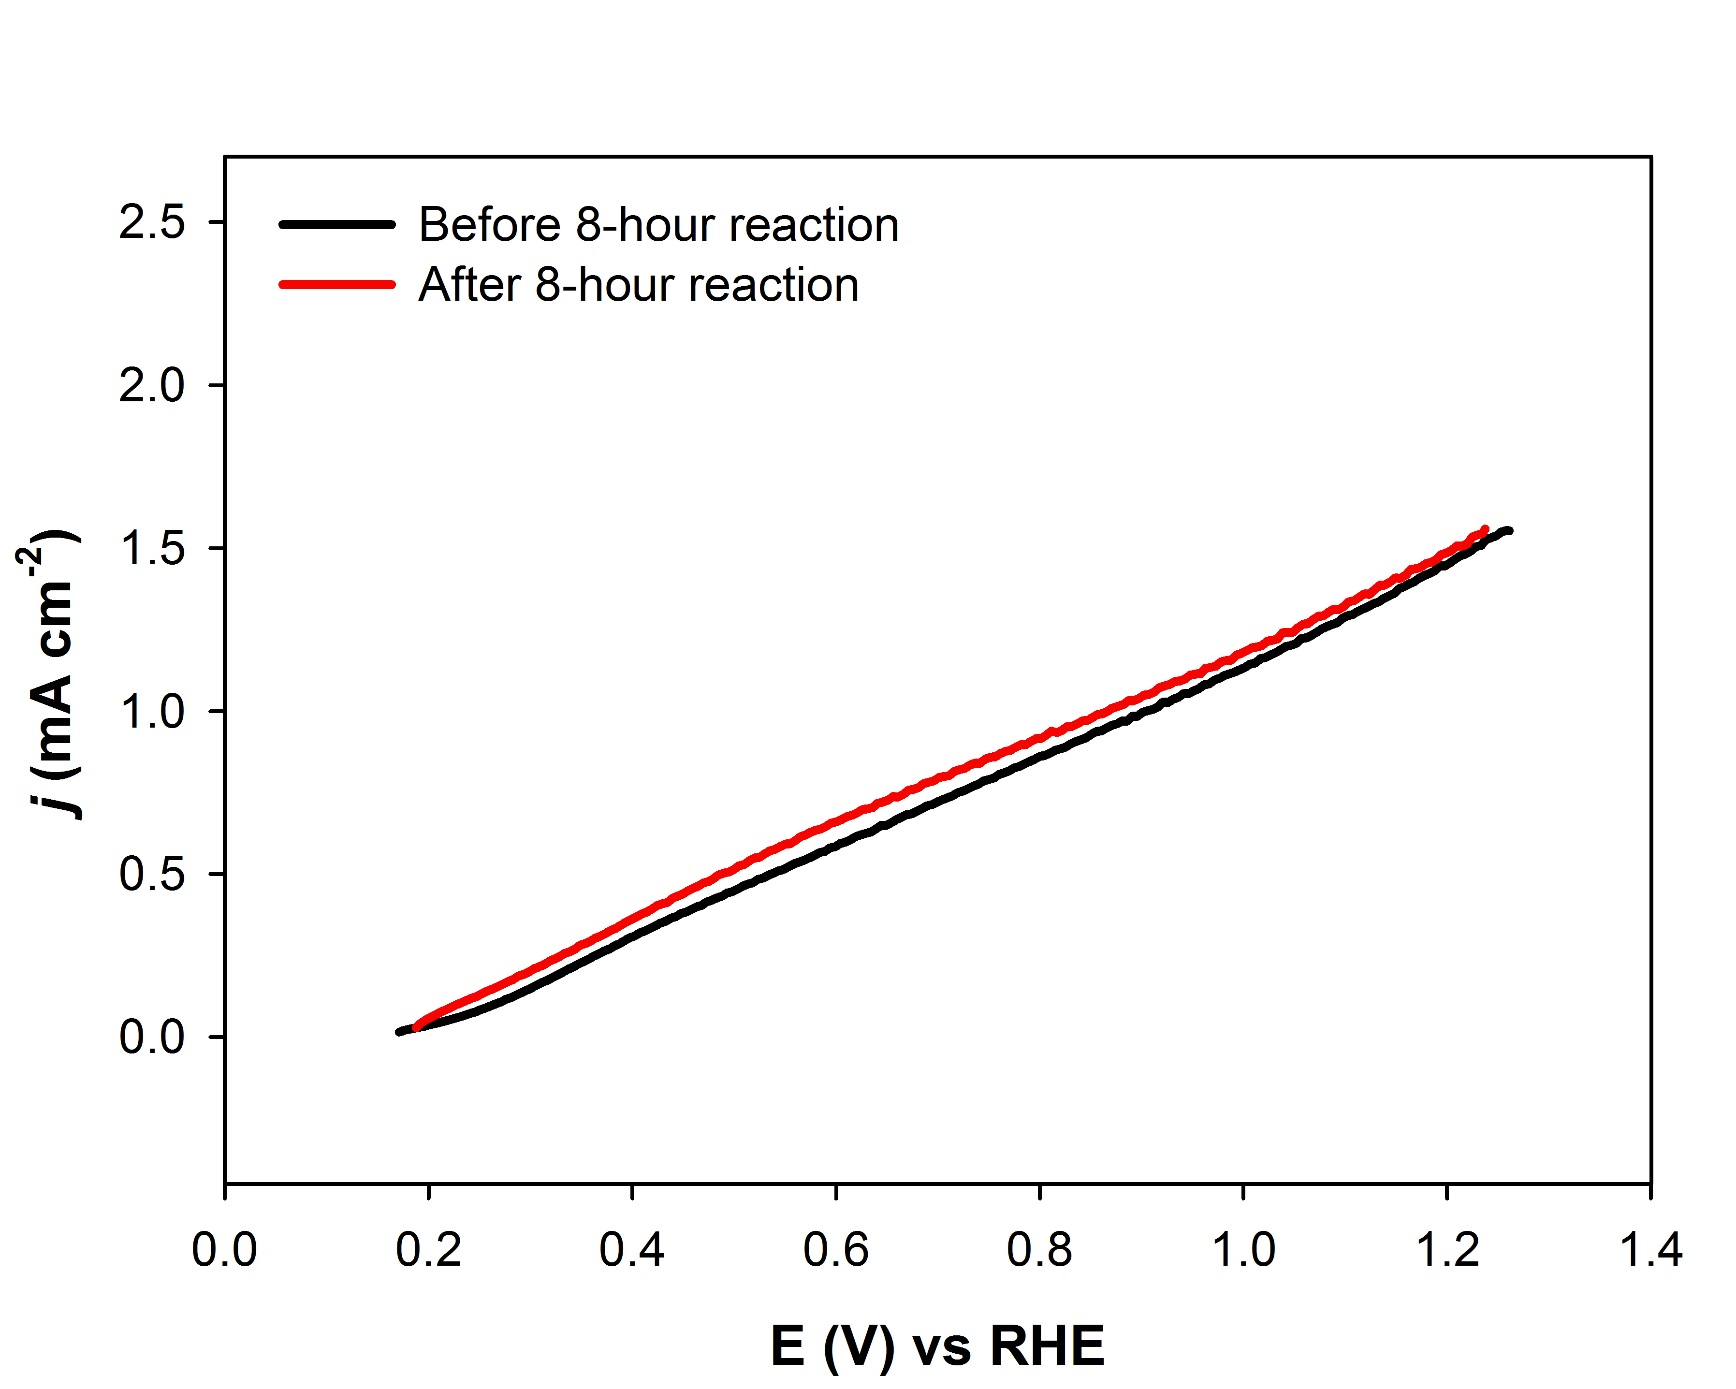 Before 8-hour reaction
After 8-hour reaction
2.5
2.0
1.5
1.0
0.5
0.0
j (mA cm-2)
0.0 0.2 0.4 0.6 0.8 1.0 1.2 1.4
E (V) vs RHE